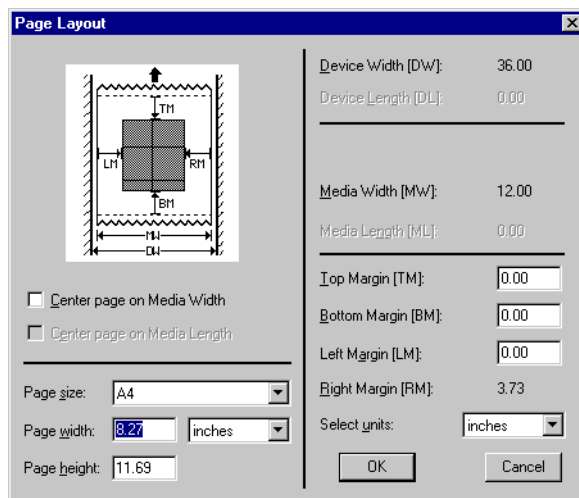 Page Layout
TM
LM
RM
BM
MW
DW
Center page on Media Width
Center page on Media Length
Page size: A4
Page width: 8.27 inches
Page height: 11.69
Device Width [DW]: 36.00
Device Length [DL]: 0.00
Media Width [MW]: 12.00
Media Length [ML]: 0.00
Top Margin [TM]: 0.00
Bottom Margin [BM]: 0.00
Left Margin [LM]: 0.00
Right Margin [RM]: 3.73
Select units: inches
OK
Cancel